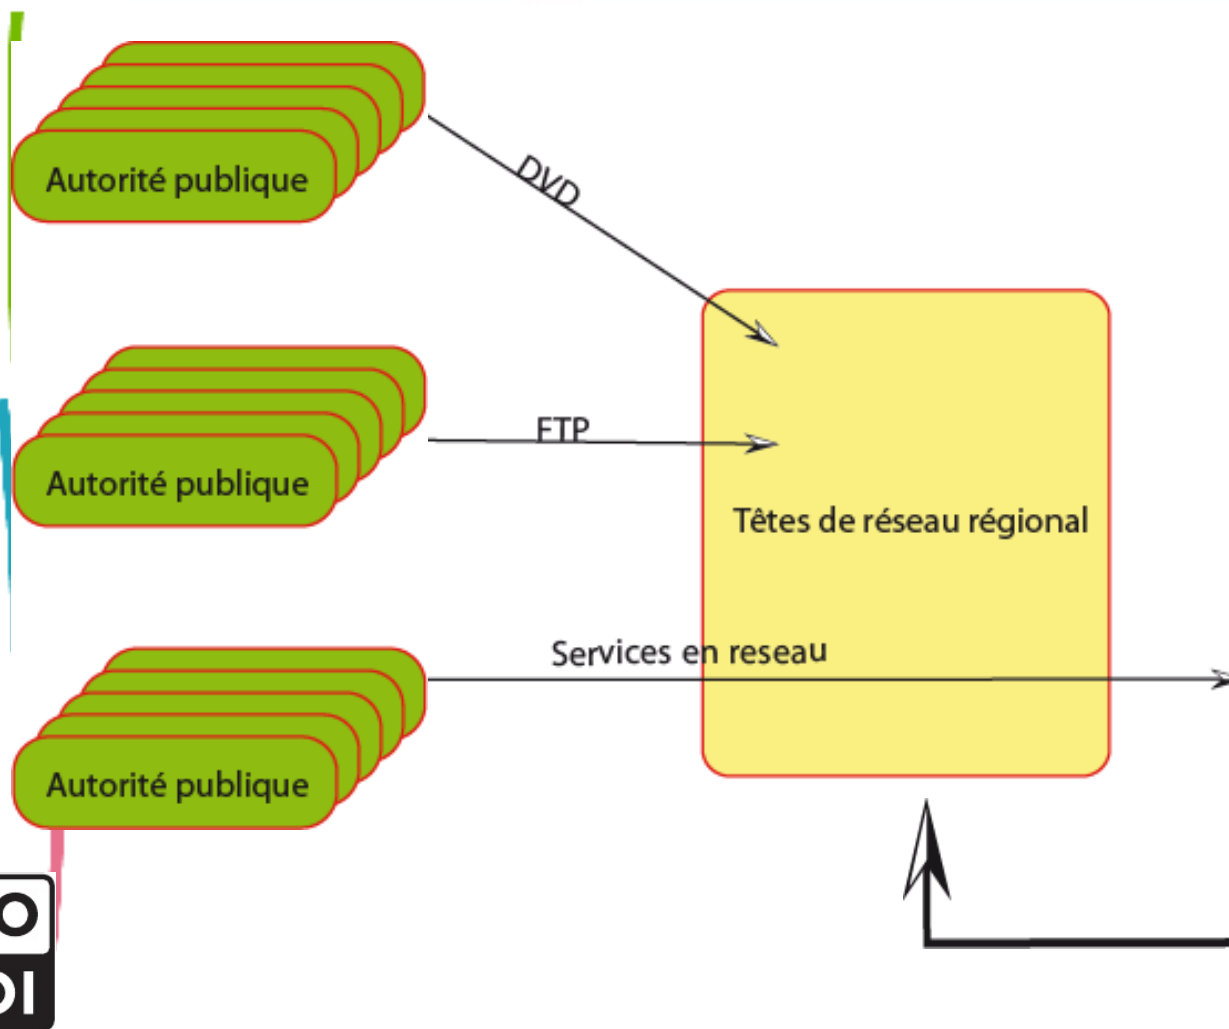 Autorité publique
DVD
Autorité publique
FTP
Têtes de réseau régional
Services en reseau
Autorité publique